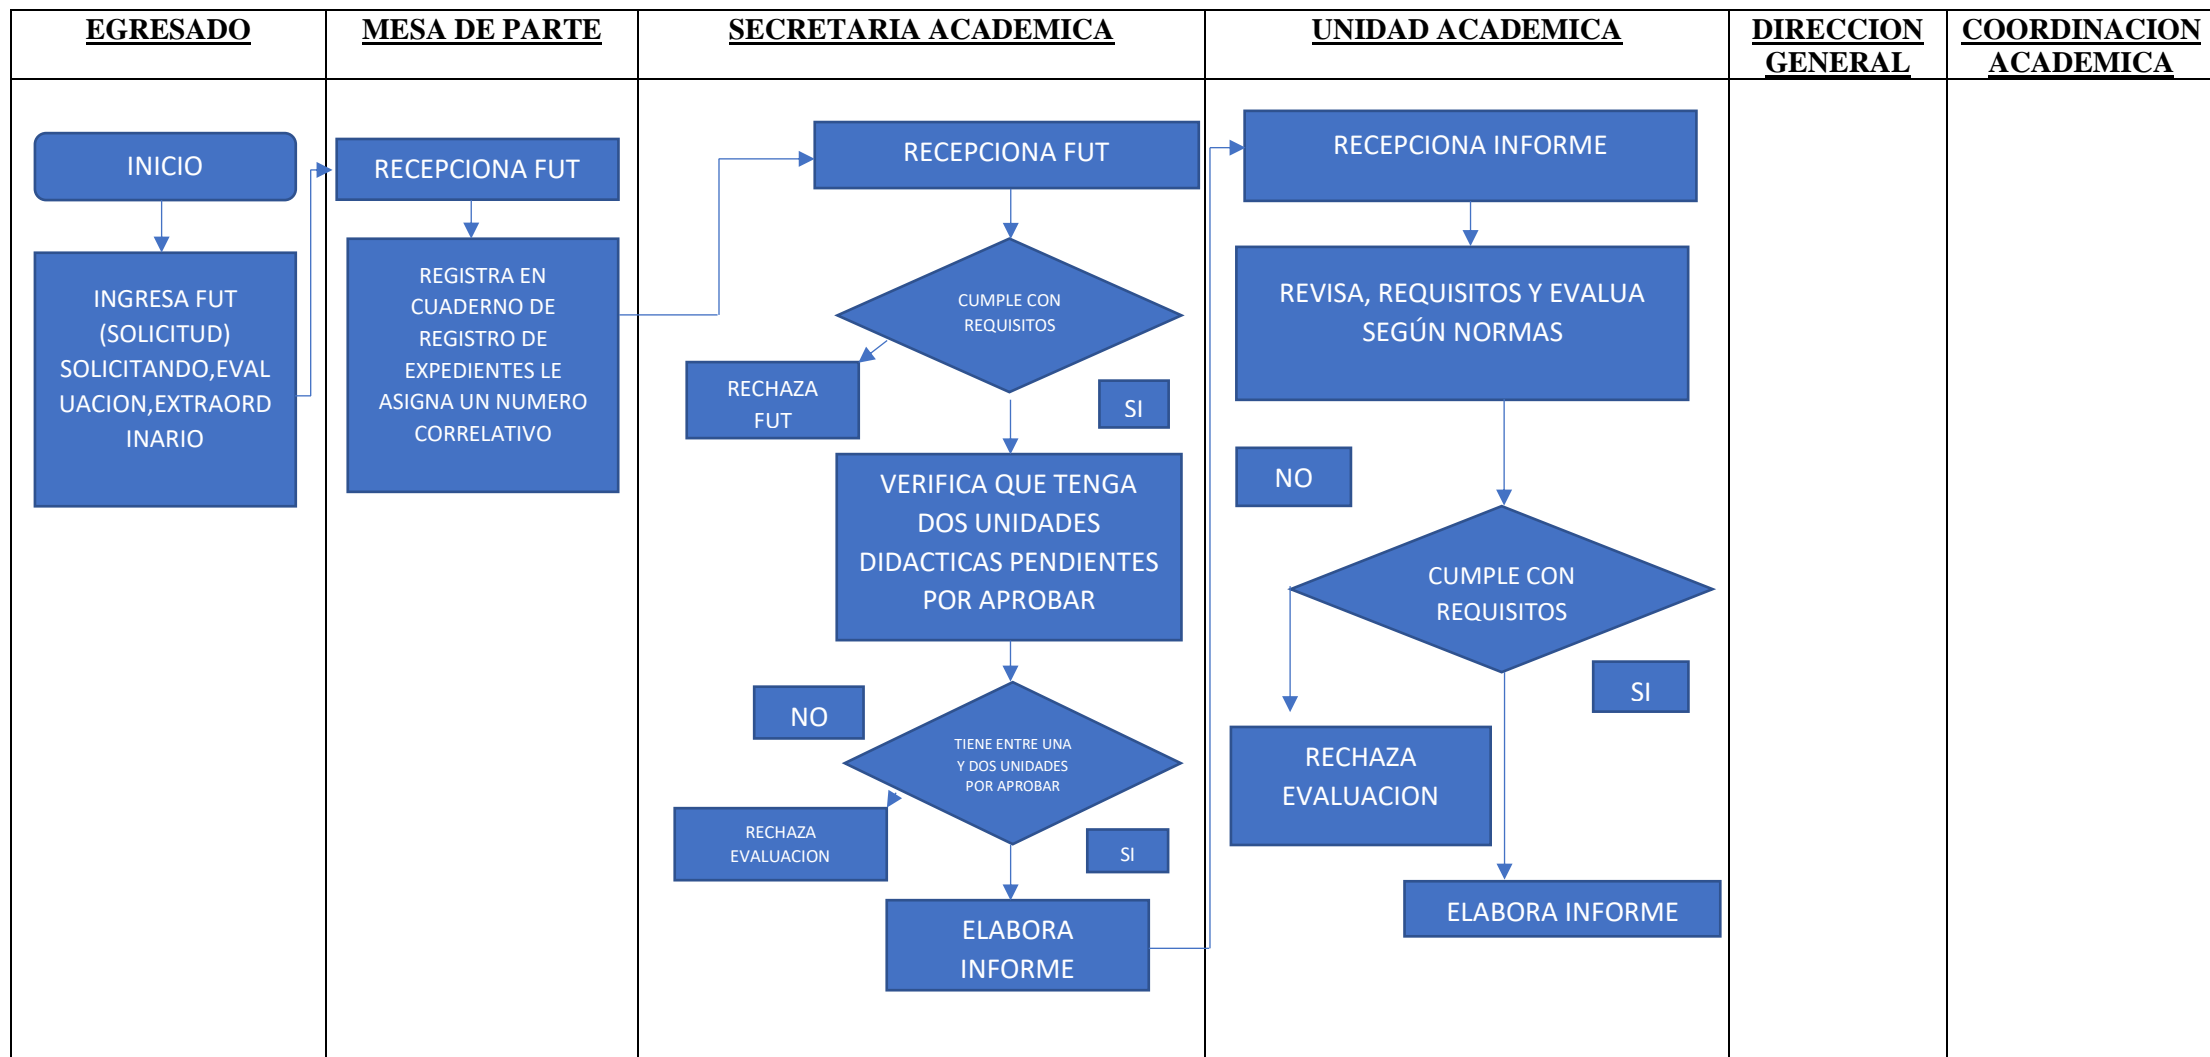 EGRESADO
MESA DE PARTE
SECRETARIA ACADEMICA
UNIDAD ACADEMICA
DIRECCION
GENERAL
COORDINACION
ACADEMICA
INICIO
INGRESA FUT
(SOLICITUD)
SOLICITANDO,EVAL
UACION,EXTRAORD
INARIO
RECEPCIONA FUT
REGISTRA EN
CUADERNO DE
REGISTRO DE
EXPEDIENTES LE
ASIGNA UN NUMERO
CORRELATIVO
RECEPCIONA FUT
CUMPLE CON
REQUISITOS
RECHAZA
FUT
SI
VERIFICA QUE TENGA
DOS UNIDADES
DIDACTICAS PENDIENTES
POR APROBAR
NO
TIENE ENTRE UNA
Y DOS UNIDADES
POR APROBAR
RECHAZA
EVALUACION
SI
ELABORA
INFORME
RECEPCIONA INFORME
REVISA, REQUISITOS Y EVALUA
SEGÚN NORMAS
NO
CUMPLE CON
REQUISITOS
SI
RECHAZA
EVALUACION
ELABORA INFORME